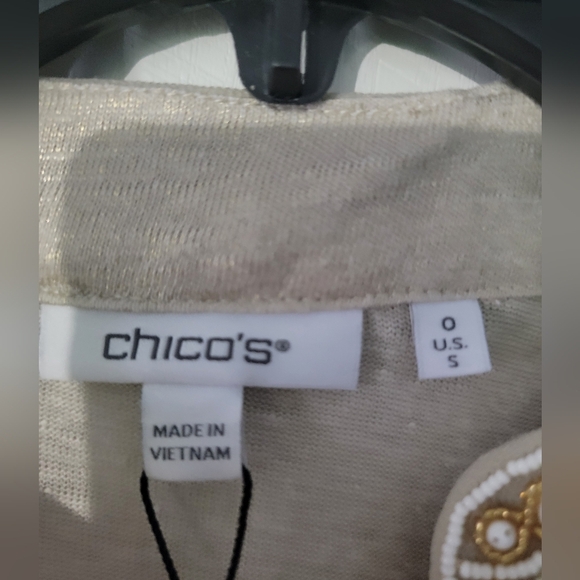 chico's®
0
U.S.
S
MADE IN
VIETNAM